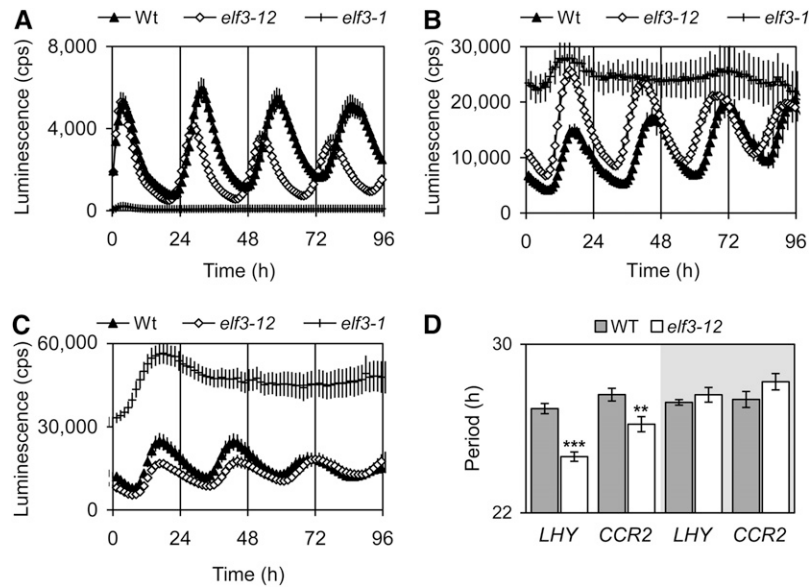 A
Wt elf3-12 elf3-1
Luminescence (cps)
8,000
4,000
0
0 24 48 72 96
Time (h)
B
Wt elf3-12 elf3-1
Luminescence (cps)
30,000
20,000
10,000
0
0 24 48 72 96
Time (h)
C
Wt elf3-12 elf3-1
Luminescence (cps)
60,000
30,000
0
0 24 48 72 96
Time (h)
D
WT elf3-12
Period (h)
30
22
***
**
LHY CCR2 LHY CCR2